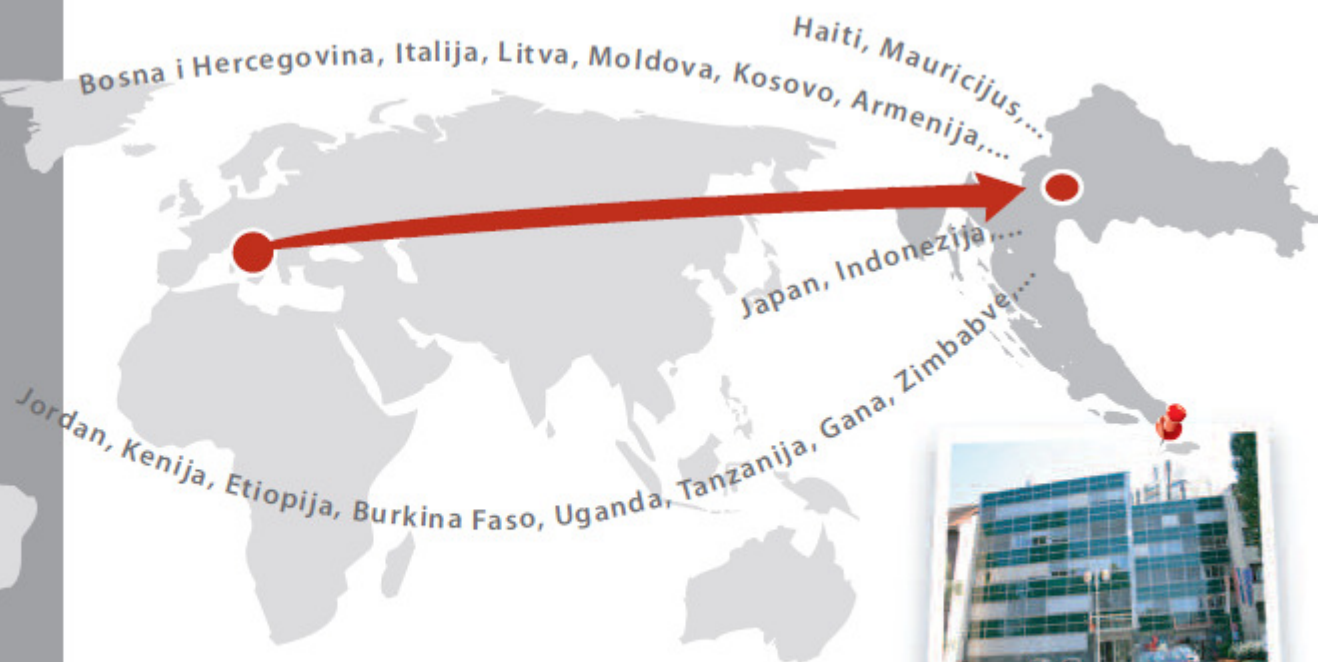 Bosna i Hercegovina, Italija, Litva, Moldova, Kosovo, Armenija,...
Haiti, Mauricijus,...
Japan, Indonezija,...
Jordan, Kenija, Etiopija, Burkina Faso, Uganda, Tanzanija, Gana, Zimbabve,...